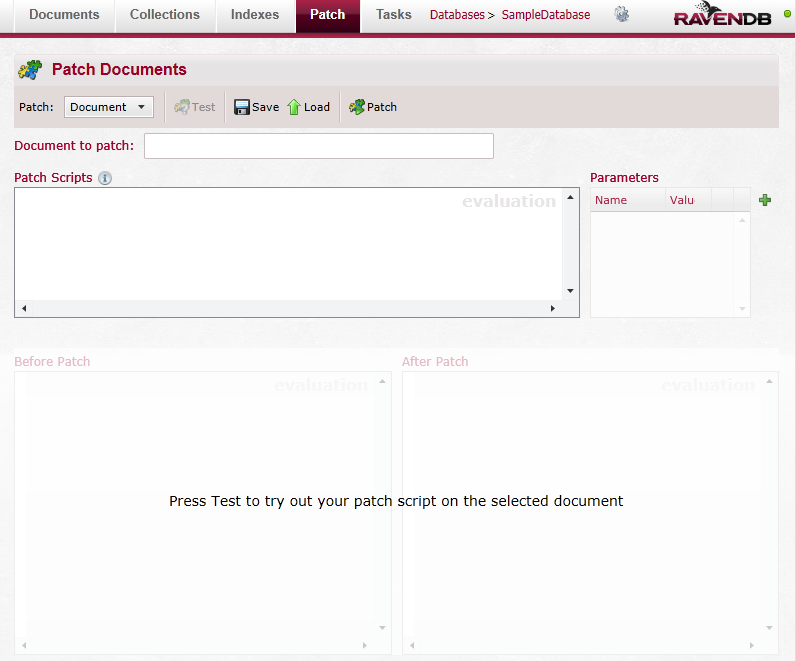 Documents Collections Indexes Patch Tasks Databases > SampleDatabase RAVENDB
Patch Documents
Patch: Document Test Save Load Patch
Document to patch:
Patch Scripts Parameters
evaluation Name Valu
Before Patch After Patch
evaluation evaluation
Press Test to try out your patch script on the selected document